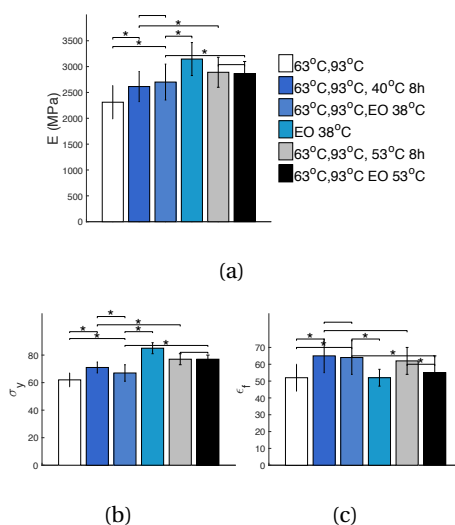 E (MPa)
3500
3000
2500
2000
1500
1000
500
0
* * * * *
63°C,93°C
63°C,93°C, 40°C 8h
63°C,93°C,EO 38°C
EO 38°C
63°C,93°C, 53°C 8h
63°C,93°C EO 53°C
(a)
σy
80
60
40
20
0
* * * * * * *
(b)
ϵf
70
60
50
40
30
20
10
0
* * * * *
(c)